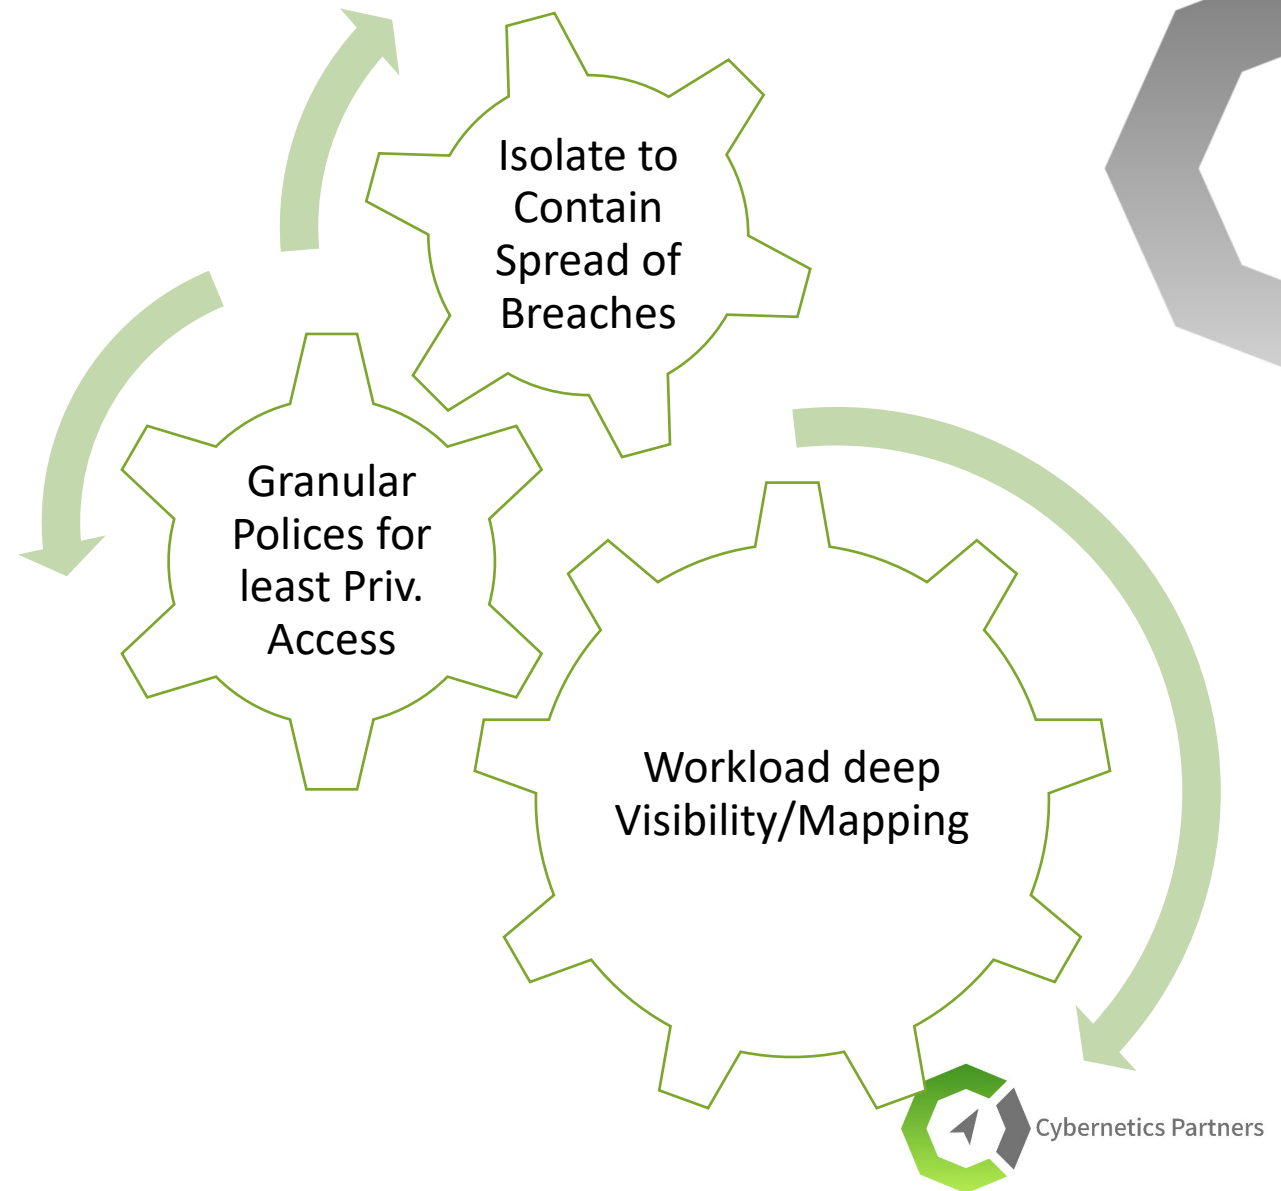 Isolate to
Contain
Spread of
Breaches
Granular
Polices for
least Priv.
Access
Workload deep
Visibility/Mapping
Cybernetics Partners